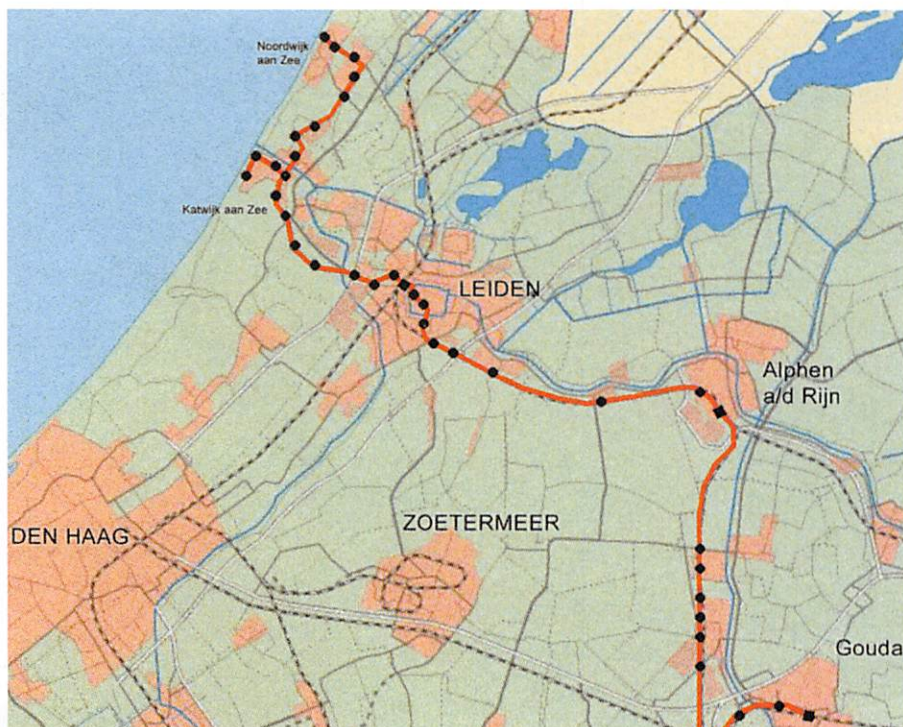 Noordwijk
aan Zee
Katwijk aan Zee
LEIDEN
Alphen
a/d Rijn
DEN HAAG
ZOETERMEER
Gouda